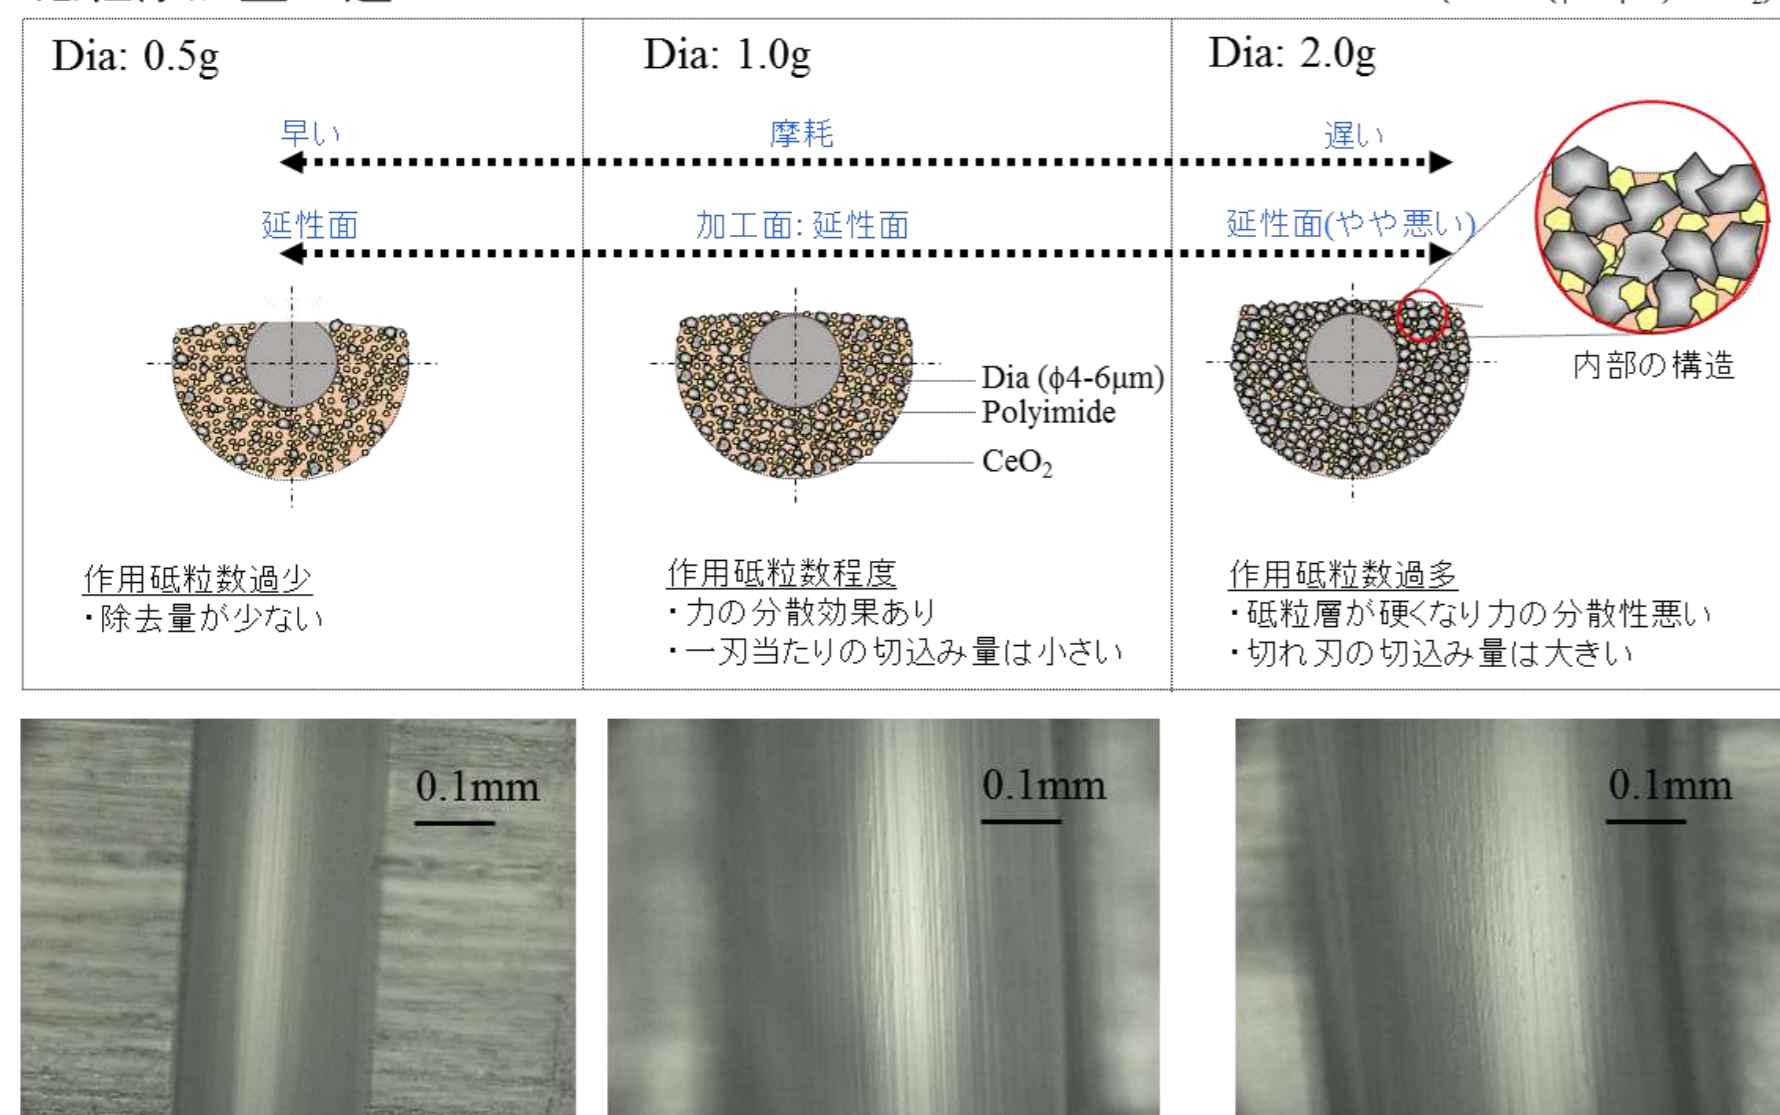 Dia: 0.5g
Dia: 1.0g
Dia: 2.0g
早い
摩耗
遅い
延性面
加工面: 延性面
延性面(やや悪い)
Dia (ϕ4-6μm)
Polyimide
CeO₂
内部の構造
作用砥粒数過少
・除去量が少ない
作用砥粒数程度
・力の分散効果あり
・一刃当たりの切込み量は小さい
作用砥粒数過多
・砥粒層が硬くなり力の分散性悪い
・切れ刃の切込み量は大きい
0.1mm
0.1mm
0.1mm